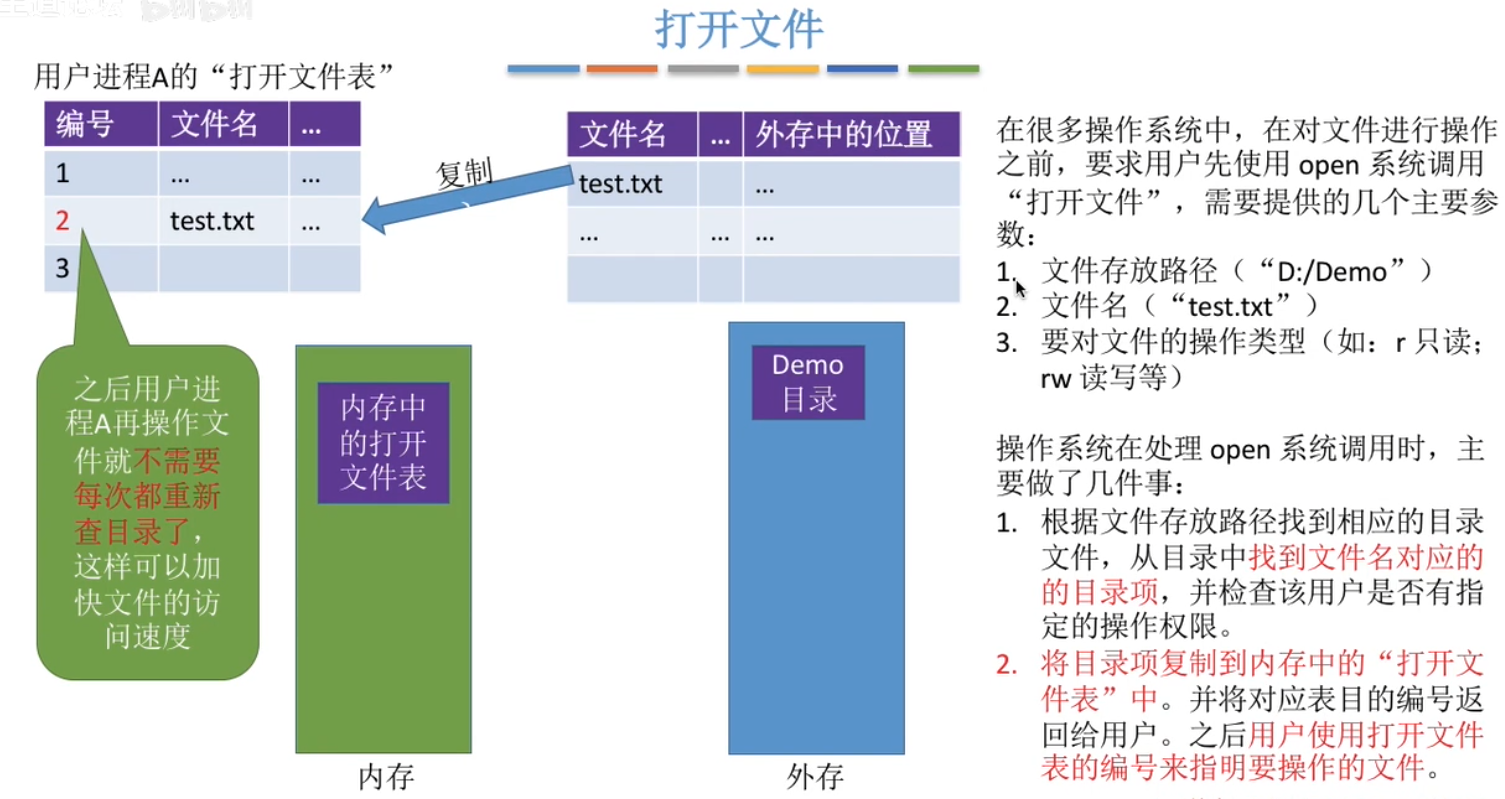 打开文件
用户进程A的“打开文件表”
编号 文件名 ...
1 ... ...
2 test.txt ...
3
复制
文件名 ... 外存中的位置
test.txt ...
... ... ...
之后用户进
程A再操作文
件就不需要
每次都重新
查目录了，
这样可以加
快文件的访
问速度
内存中
的打开
文件表
内存
Demo
目录
外存
在很多操作系统中，在对文件进行操作
之前，要求用户先使用 open 系统调用
“打开文件”，需要提供的几个主要参
数：
1. 文件存放路径（“D:/Demo”）
2. 文件名（“test.txt”）
3. 要对文件的操作类型（如：r 只读；
rw 读写等）
操作系统在处理 open 系统调用时，主
要做了几件事：
1. 根据文件存放路径找到相应的目录
文件，从目录中找到文件名对应的
的目录项，并检查该用户是否有指
定的操作权限。
2. 将目录项复制到内存中的“打开文
件表”中。并将对应表目的编号返
回给用户。之后用户使用打开文件
表的编号来指明要操作的文件。